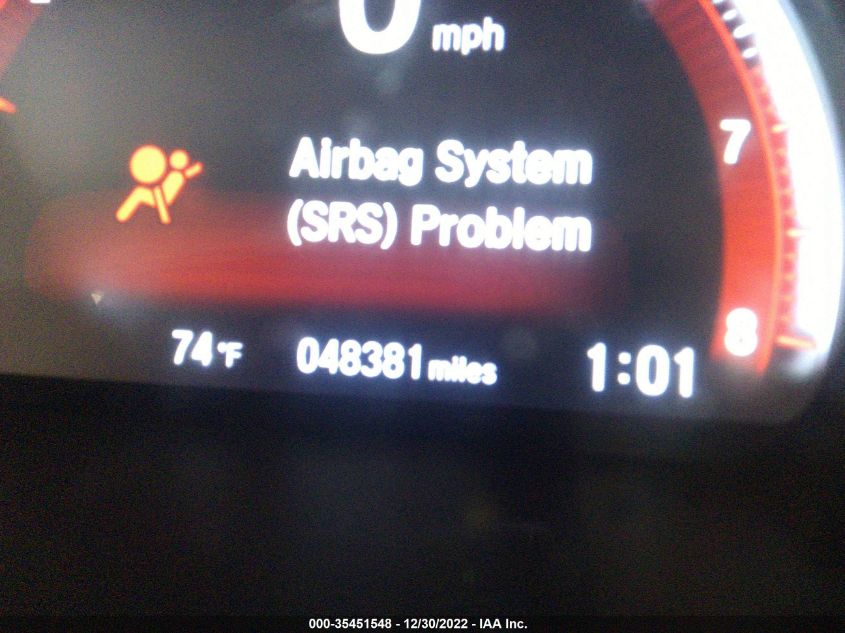 0 mph
7
Airbag System
(SRS) Problem
8
74°F 048381 miles 1:01
000-35451548 - 12/30/2022 - IAA Inc.